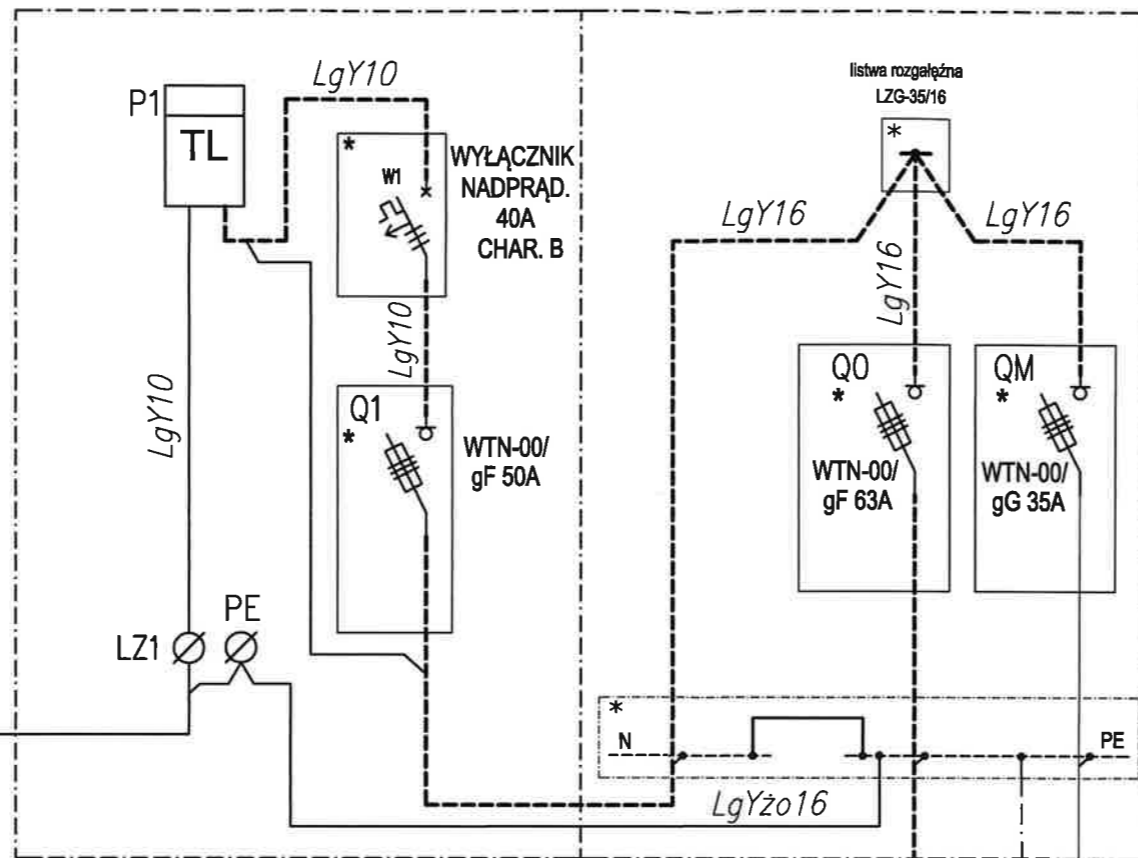 LgY10
P1
TL
*
W1
WYŁĄCZNIK
NADPRĄD.
40A
CHAR. B
LgY10
LgY10
Q1
*
WTN-00/
gF 50A
LZ1
PE
listwa rozgałęźna
LZG-35/16
*
LgY16
LgY16
LgY16
QO
*
WTN-00/
gF 63A
QM
*
WTN-00/
gG 35A
*
N
PE
LgYżo16